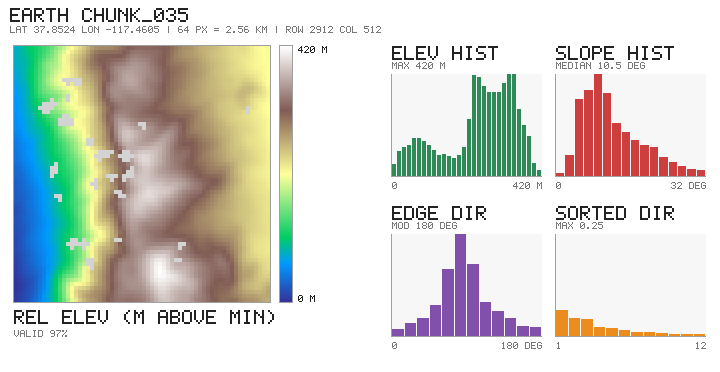 EARTH CHUNK_035
LAT 37.8524 LON -117.4605 | 64 PX = 2.56 KM | ROW 2912 COL 512
420 M
0 M
REL ELEV (M ABOVE MIN)
VALID 97%
ELEV HIST
MAX 420 M
0 420 M
SLOPE HIST
MEDIAN 10.5 DEG
0 32 DEG
EDGE DIR
MOD 180 DEG
0 180 DEG
SORTED DIR
MAX 0.25
1 12